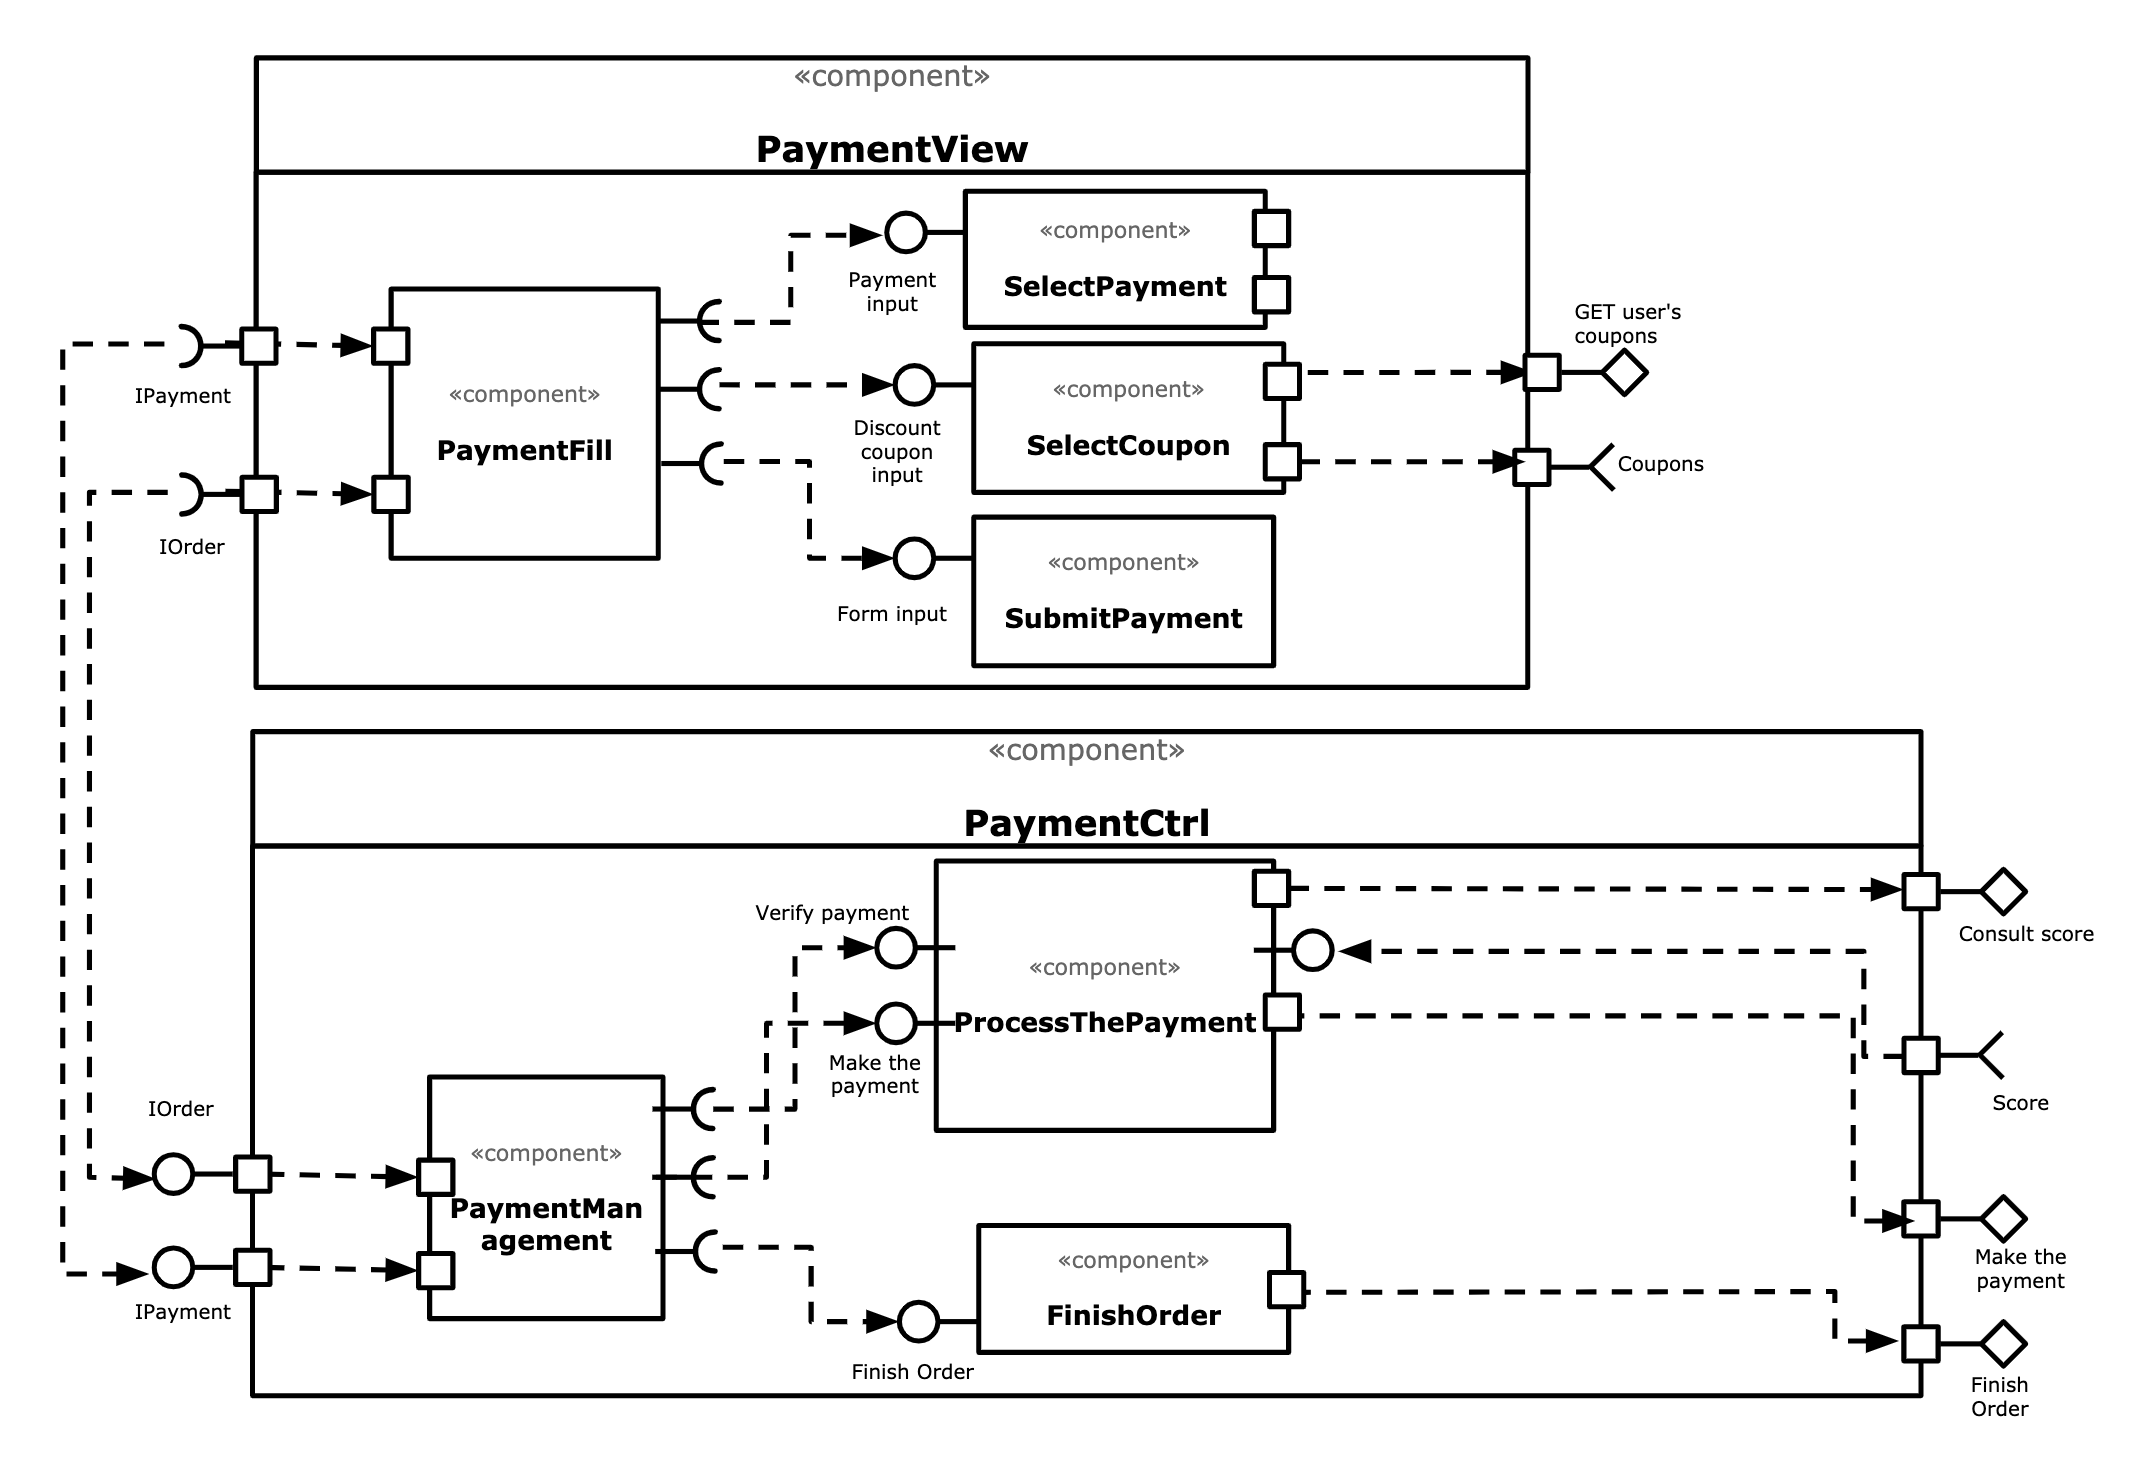 «component»
PaymentView
«component»
SelectPayment
Payment
input
GET user's
coupons
IPayment
«component»
PaymentFill
«component»
SelectCoupon
Discount
coupon
input
Coupons
IOrder
«component»
SubmitPayment
Form input
«component»
PaymentCtrl
Verify payment
Consult score
«component»
ProcessThePayment
Make the
payment
Score
IOrder
«component»
PaymentMan
agement
IPayment
«component»
FinishOrder
Make the
payment
Finish Order
Finish
Order